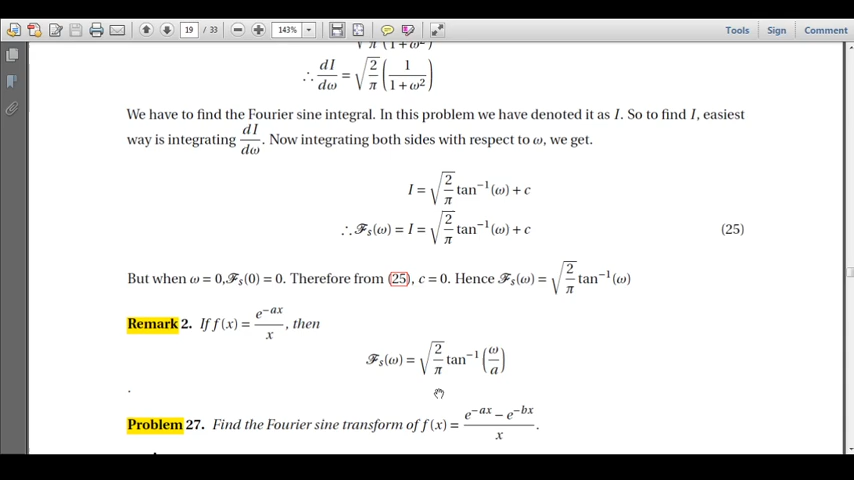 19 / 33 143% Tools Sign Comment
√π (1 + ω²)
∴ dI/dω = √(2/π) (1/(1 + ω²))
We have to find the Fourier sine integral. In this problem we have denoted it as I. So to find I, easiest
way is integrating dI/dω. Now integrating both sides with respect to ω, we get.
I = √(2/π) tan⁻¹(ω) + c
∴ ℱₛ(ω) = I = √(2/π) tan⁻¹(ω) + c (25)
But when ω = 0,ℱₛ(0) = 0. Therefore from (25), c = 0. Hence ℱₛ(ω) = √(2/π) tan⁻¹(ω)
Remark 2. If f(x) = e^(−ax)/x, then
ℱₛ(ω) = √(2/π) tan⁻¹(ω/a)
.
Problem 27. Find the Fourier sine transform of f(x) = (e^(−ax) − e^(−bx))/x.